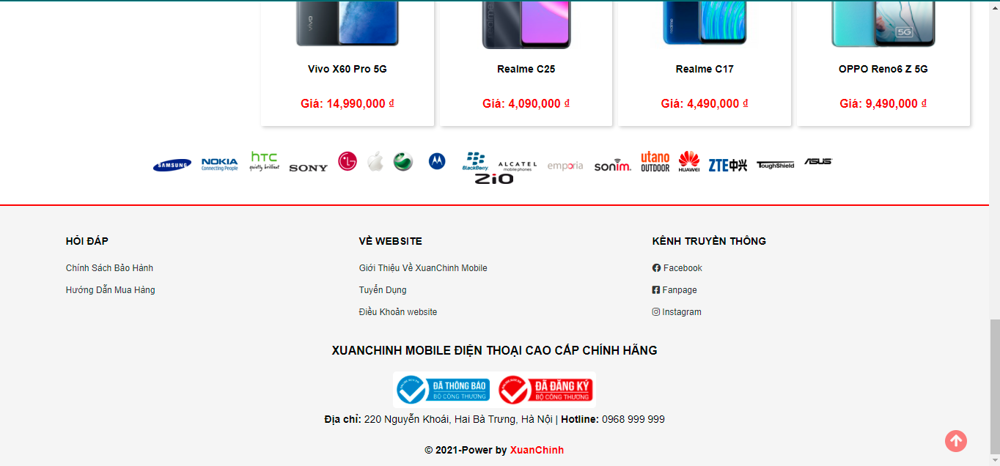 vivo
realme
realme
5G
Vivo X60 Pro 5G
Realme C25
Realme C17
OPPO Reno6 Z 5G
Giá: 14,990,000 ₫
Giá: 4,090,000 ₫
Giá: 4,490,000 ₫
Giá: 9,490,000 ₫
SAMSUNG
NOKIA
Connecting People
hTC
quietly brilliant
SONY
LG
BlackBerry
ALCATEL
mobile phones
emporia
sonim.
utano
OUTDOOR
HUAWEI
ZTE中兴
ToughShield
ASUS
ZiO
HỎI ĐÁP
Chính Sách Bảo Hành
Hướng Dẫn Mua Hàng
VỀ WEBSITE
Giới Thiệu Về XuanChinh Mobile
Tuyển Dụng
Điều Khoản website
KÊNH TRUYỀN THÔNG
Facebook
Fanpage
Instagram
XUANCHINH MOBILE ĐIỆN THOẠI CAO CẤP CHÍNH HÃNG
ĐÃ THÔNG BÁO
BỘ CÔNG THƯƠNG
ĐÃ ĐĂNG KÝ
BỘ CÔNG THƯƠNG
Địa chỉ: 220 Nguyễn Khoái, Hai Bà Trưng, Hà Nội | Hotline: 0968 999 999
© 2021-Power by XuanChinh